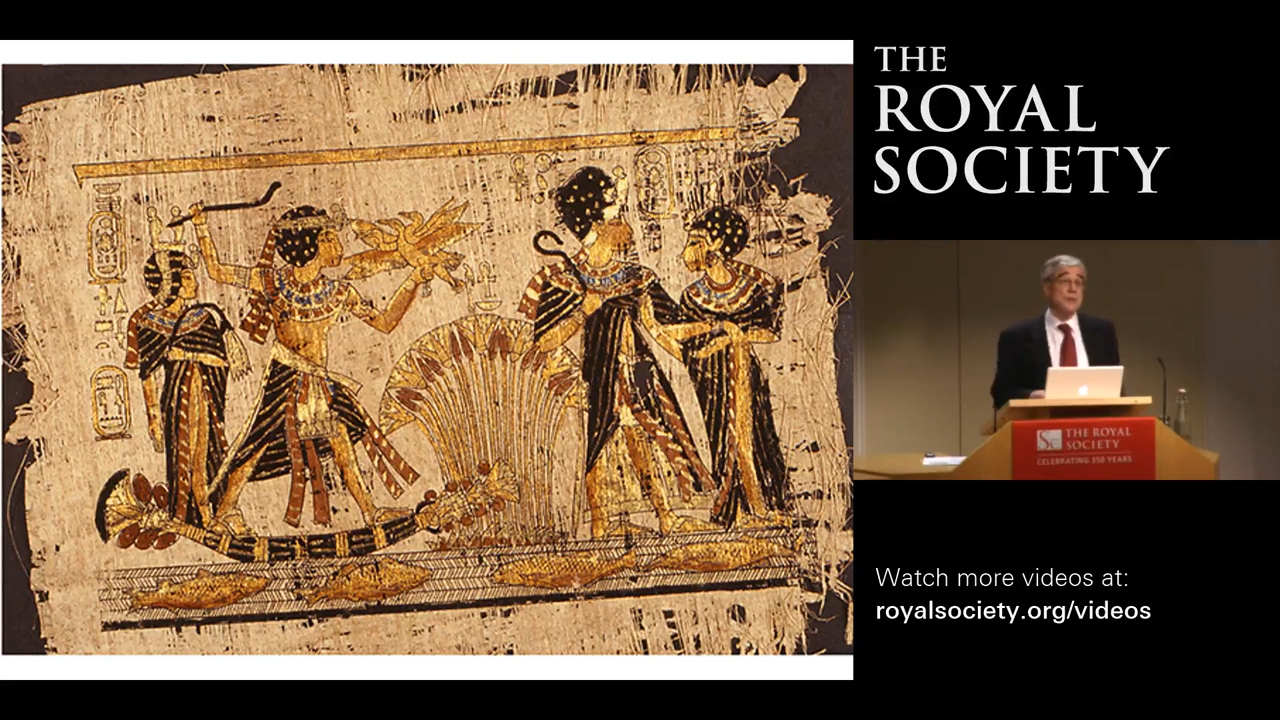 THE
ROYAL
SOCIETY
THE ROYAL
SOCIETY
CELEBRATING 350 YEARS
Watch more videos at:
royalsociety.org/videos